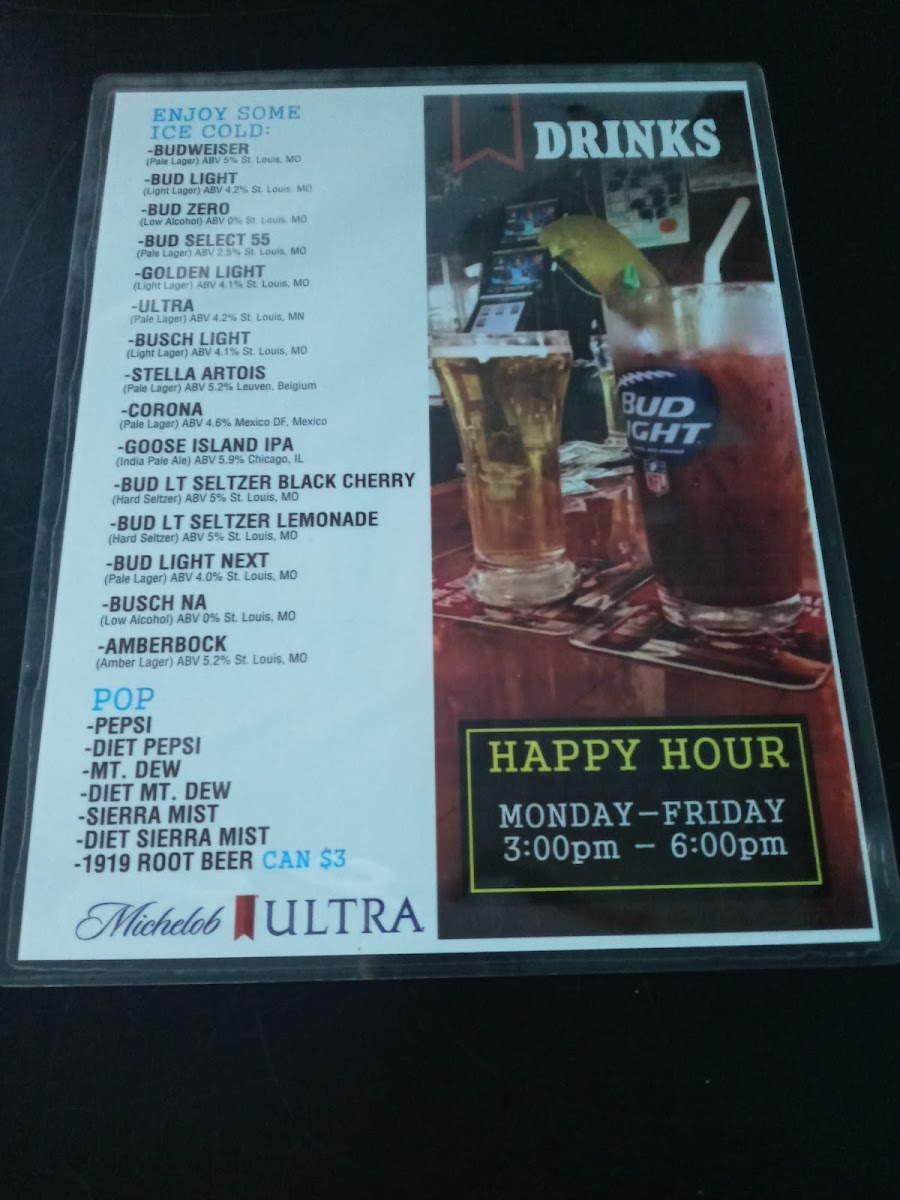 ENJOY SOME
ICE COLD:
-BUDWEISER
(Pale Lager) ABV 5% St. Louis, MO
-BUD LIGHT
(Light Lager) ABV 4.2% St. Louis, MO
-BUD ZERO
(Low Alcohol) ABV 0% St. Louis, MO
-BUD SELECT 55
(Pale Lager) ABV 2.5% St. Louis, MO
-GOLDEN LIGHT
(Light Lager) ABV 4.1% St. Louis, MO
-ULTRA
(Pale Lager) ABV 4.2% St. Louis, MN
-BUSCH LIGHT
(Light Lager) ABV 4.1% St. Louis, MO
-STELLA ARTOIS
(Pale Lager) ABV 5.2% Leuven, Belgium
-CORONA
(Pale Lager) ABV 4.6% Mexico DF, Mexico
-GOOSE ISLAND IPA
(India Pale Ale) ABV 5.9% Chicago, IL
-BUD LT SELTZER BLACK CHERRY
(Hard Seltzer) ABV 5% St. Louis, MO
-BUD LT SELTZER LEMONADE
(Hard Seltzer) ABV 5% St. Louis, MO
-BUD LIGHT NEXT
(Pale Lager) ABV 4.0% St. Louis, MO
-BUSCH NA
(Low Alcohol) ABV 0% St. Louis, MO
-AMBERBOCK
(Amber Lager) ABV 5.2% St. Louis, MO
POP
-PEPSI
-DIET PEPSI
-MT. DEW
-DIET MT. DEW
-SIERRA MIST
-DIET SIERRA MIST
-1919 ROOT BEER CAN $3
Michelob ULTRA
DRINKS
BUD
IGHT
NFL
HAPPY HOUR
MONDAY–FRIDAY
3:00pm – 6:00pm